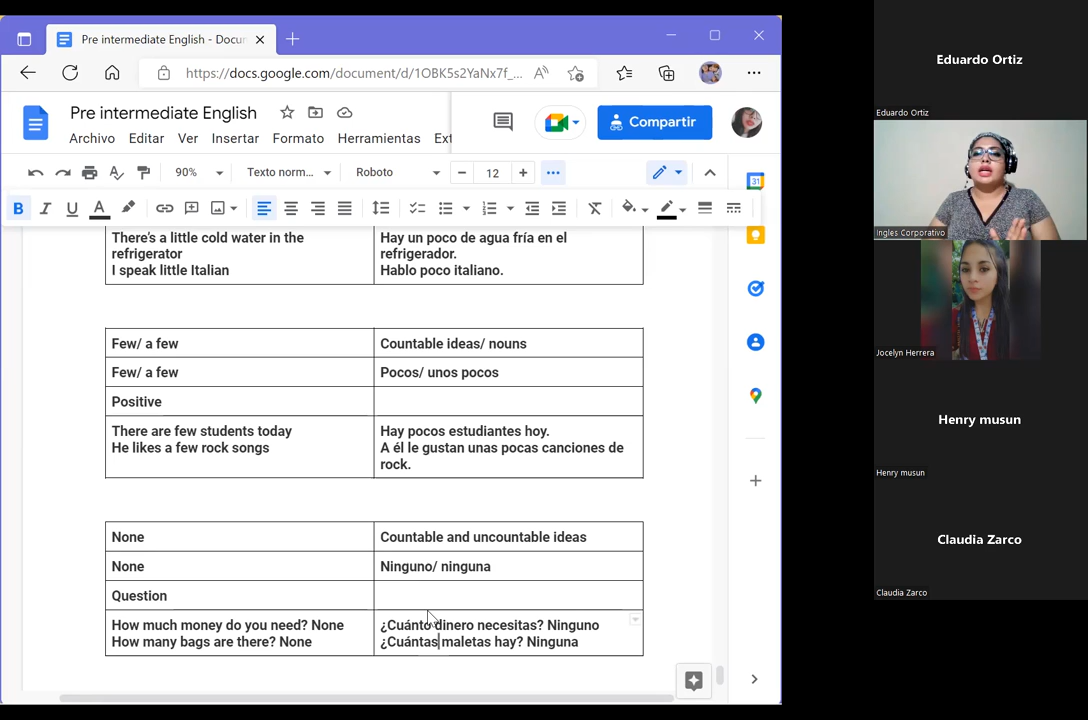 Pre intermediate English - Docur
https://docs.google.com/document/d/1OBK5s2YaNx7f_...
Pre intermediate English
Compartir
Archivo Editar Ver Insertar Formato Herramientas Ext
90% Texto norm... Roboto 12
B I U A
There's a little cold water in the refrigerator
I speak little Italian
Hay un poco de agua fría en el refrigerador.
Hablo poco italiano.
Few/ a few
Countable ideas/ nouns
Few/ a few
Pocos/ unos pocos
Positive
There are few students today
He likes a few rock songs
Hay pocos estudiantes hoy.
A él le gustan unas pocas canciones de rock.
None
Countable and uncountable ideas
None
Ninguno/ ninguna
Question
How much money do you need? None
How many bags are there? None
¿Cuánto dinero necesitas? Ninguno
¿Cuántas maletas hay? Ninguna
31
Eduardo Ortiz
Eduardo Ortiz
Ingles Corporativo
Jocelyn Herrera
Henry musun
Henry musun
Claudia Zarco
Claudia Zarco